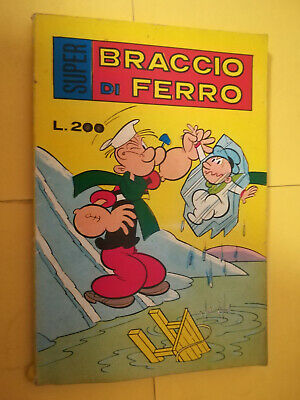 SUPER
BRACCIO
DI FERRO
L. 200